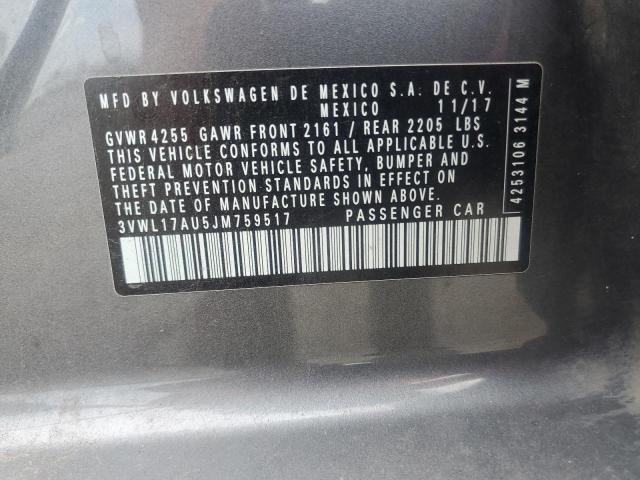 MFD BY VOLKSWAGEN DE MEXICO S.A. DE C.V.
MEXICO 11/17
GVWR 4255 GAWR FRONT 2161 / REAR 2205 LBS
THIS VEHICLE CONFORMS TO ALL APPLICABLE U.S.
FEDERAL MOTOR VEHICLE SAFETY, BUMPER AND
THEFT PREVENTION STANDARDS IN EFFECT ON
THE DATE OF MANUFACTURE SHOWN ABOVE.
3VWL17AU5JM759517 PASSENGER CAR
4253106 3144 M